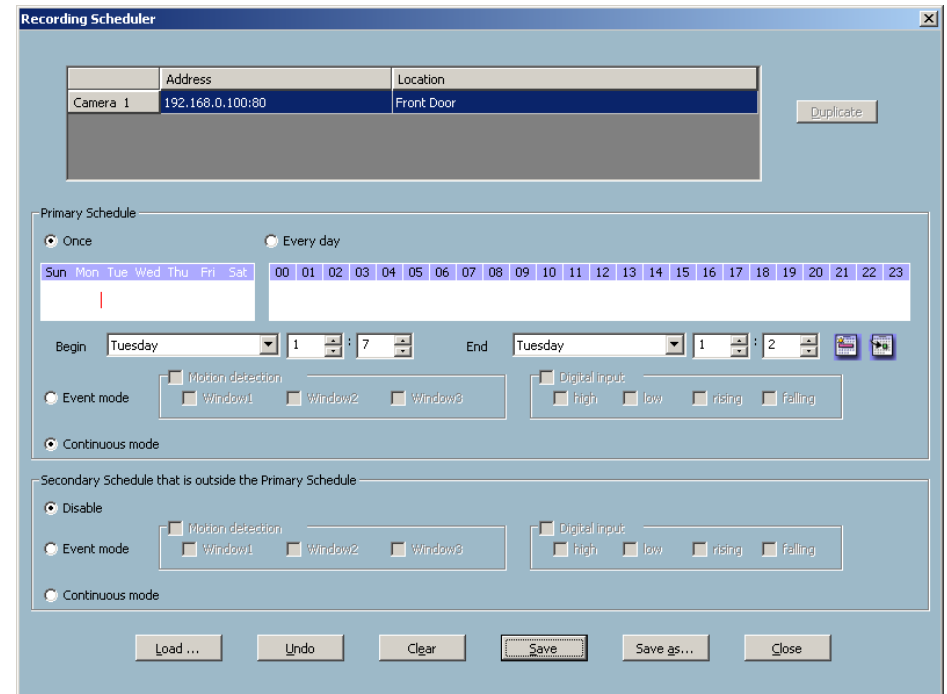 Recording Scheduler
Address Location
Camera 1 192.168.0.100:80 Front Door
Duplicate
Primary Schedule
Once Every day
Sun Mon Tue Wed Thu Fri Sat 00 01 02 03 04 05 06 07 08 09 10 11 12 13 14 15 16 17 18 19 20 21 22 23
Begin Tuesday 1 : 7 End Tuesday 1 : 2
Motion detection Digital input
Event mode Window1 Window2 Window3 high low rising falling
Continuous mode
Secondary Schedule that is outside the Primary Schedule
Disable
Motion detection Digital input
Event mode Window1 Window2 Window3 high low rising falling
Continuous mode
Load ... Undo Clear Save Save as... Close